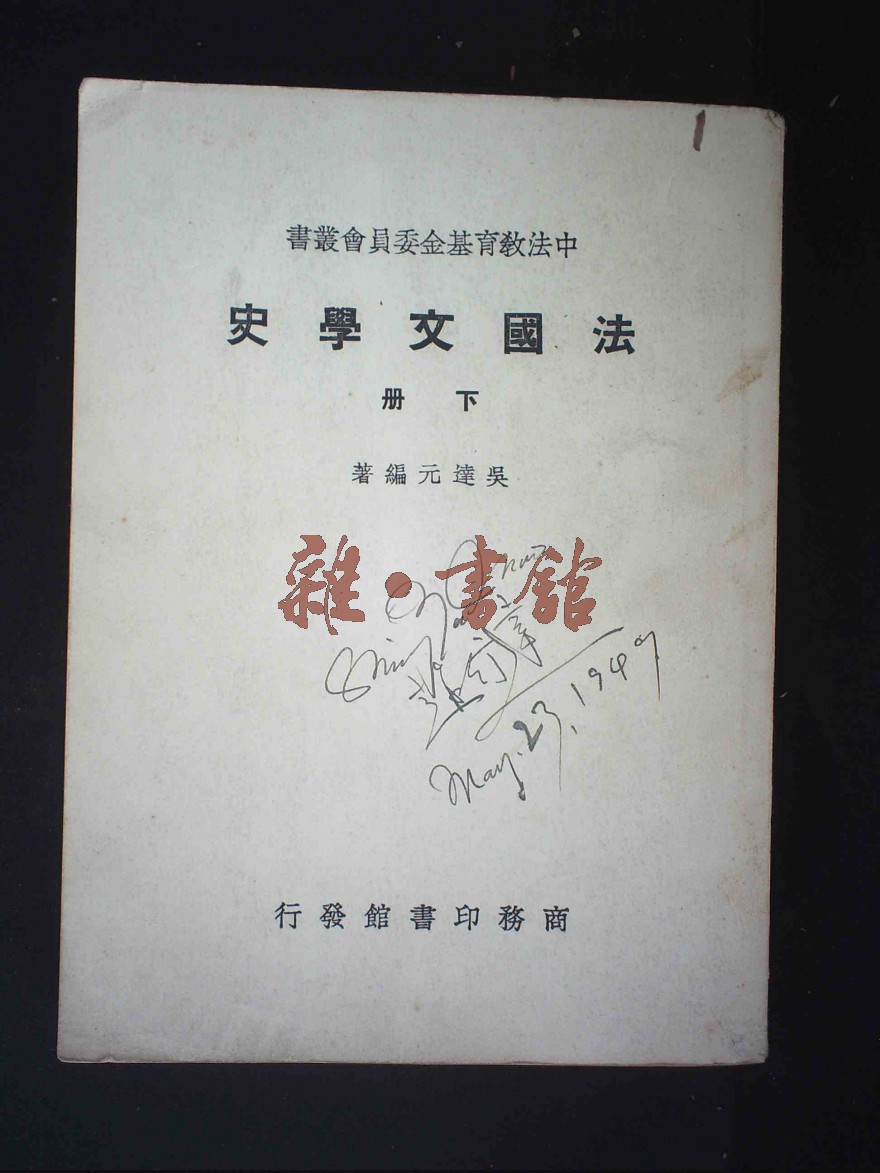 中法教育基金委員會叢書
法國文學史
下册
吳達元編著
雜·書館
May. 23, 1949
商務印書館發行